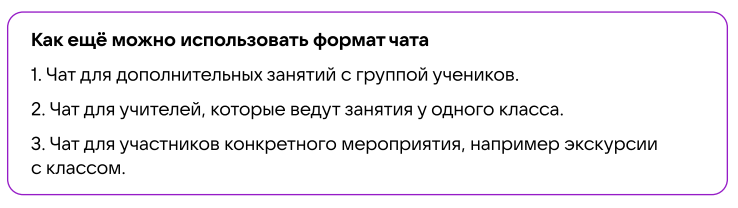 Как ещё можно использовать формат чата
1. Чат для дополнительных занятий с группой учеников.
2. Чат для учителей, которые ведут занятия у одного класса.
3. Чат для участников конкретного мероприятия, например экскурсии
с классом.